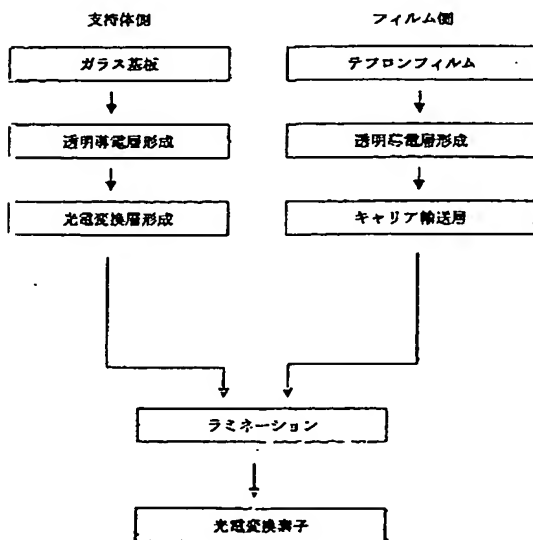 支持体側
フィルム側
ガラス基板
テフロンフィルム
透明導電層形成
透明導電層形成
光電変換層形成
キャリア輸送層
ラミネーション
光電変換素子